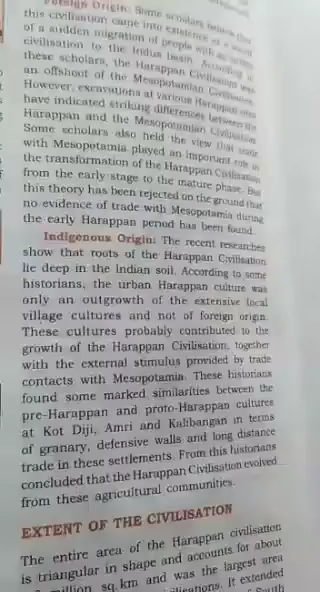 Foreign Origin: Some scholars believe that
this civilisation came into existence as a result
of a sudden migration of people with an
civilisation to the Indus basin. According to
these scholars, the Harappan Civilisation was
an offshoot of the Mesopotamian Civilisation.
However, excavations at various Harappan sites
have indicated striking differences between the
Harappan and the Mesopotamian Civilisation.
Some scholars also held the view that trade
with Mesopotamia played an important role in
the transformation of the Harappan Civilisation
from the early stage to the mature phase. But
this theory has been rejected on the ground that
no evidence of trade with Mesopotamia during
the early Harappan period has been found.
Indigenous Origin: The recent researches
show that roots of the Harappan Civilisation
lie deep in the Indian soil. According to some
historians, the urban Harappan culture was
only an outgrowth of the extensive local
village cultures and not of foreign origin.
These cultures probably contributed to the
growth of the Harappan Civilisation, together
with the external stimulus provided by trade
contacts with Mesopotamia. These historians
found some marked similarities between the
pre-Harappan and proto-Harappan cultures
at Kot Diji, Amri and Kalibangan in terms
of granary, defensive walls and long distance
trade in these settlements. From this historians
concluded that the Harappan Civilisation evolved
from these agricultural communities.
EXTENT OF THE CIVILISATION
The entire area of the Harappan civilisation
is triangular in shape and accounts for about
million sq. km and was the largest area
It extended